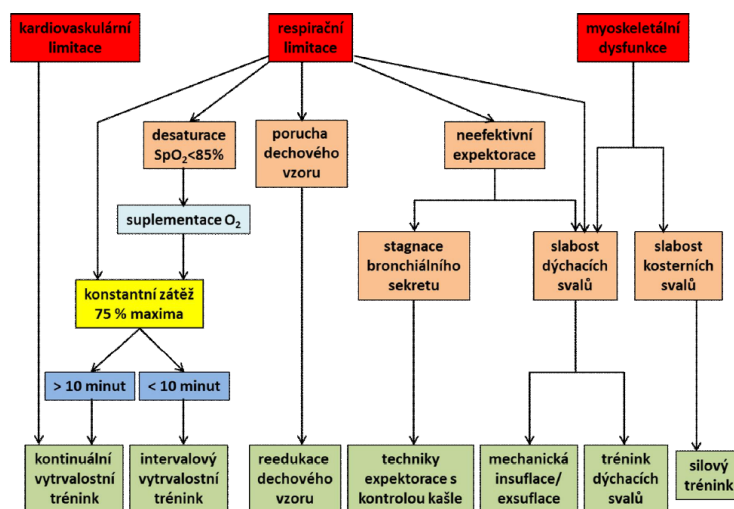 kardiovaskulární
limitace
respirační
limitace
myoskeletální
dysfunkce
desaturace
SpO₂<85%
porucha
dechového
vzoru
neefektivní
expektorace
suplementace O₂
stagnace
bronchiálního
sekretu
slabost
dýchacích
svalů
slabost
kosterních
svalů
konstantní zátěž
75 % maxima
> 10 minut
< 10 minut
kontinuální
vytrvalostní
trénink
intervalový
vytrvalostní
trénink
reedukace
dechového
vzoru
techniky
expektorace s
kontrolou kašle
mechanická
insuflace/
exsuflace
trénink
dýchacích
svalů
silový
trénink